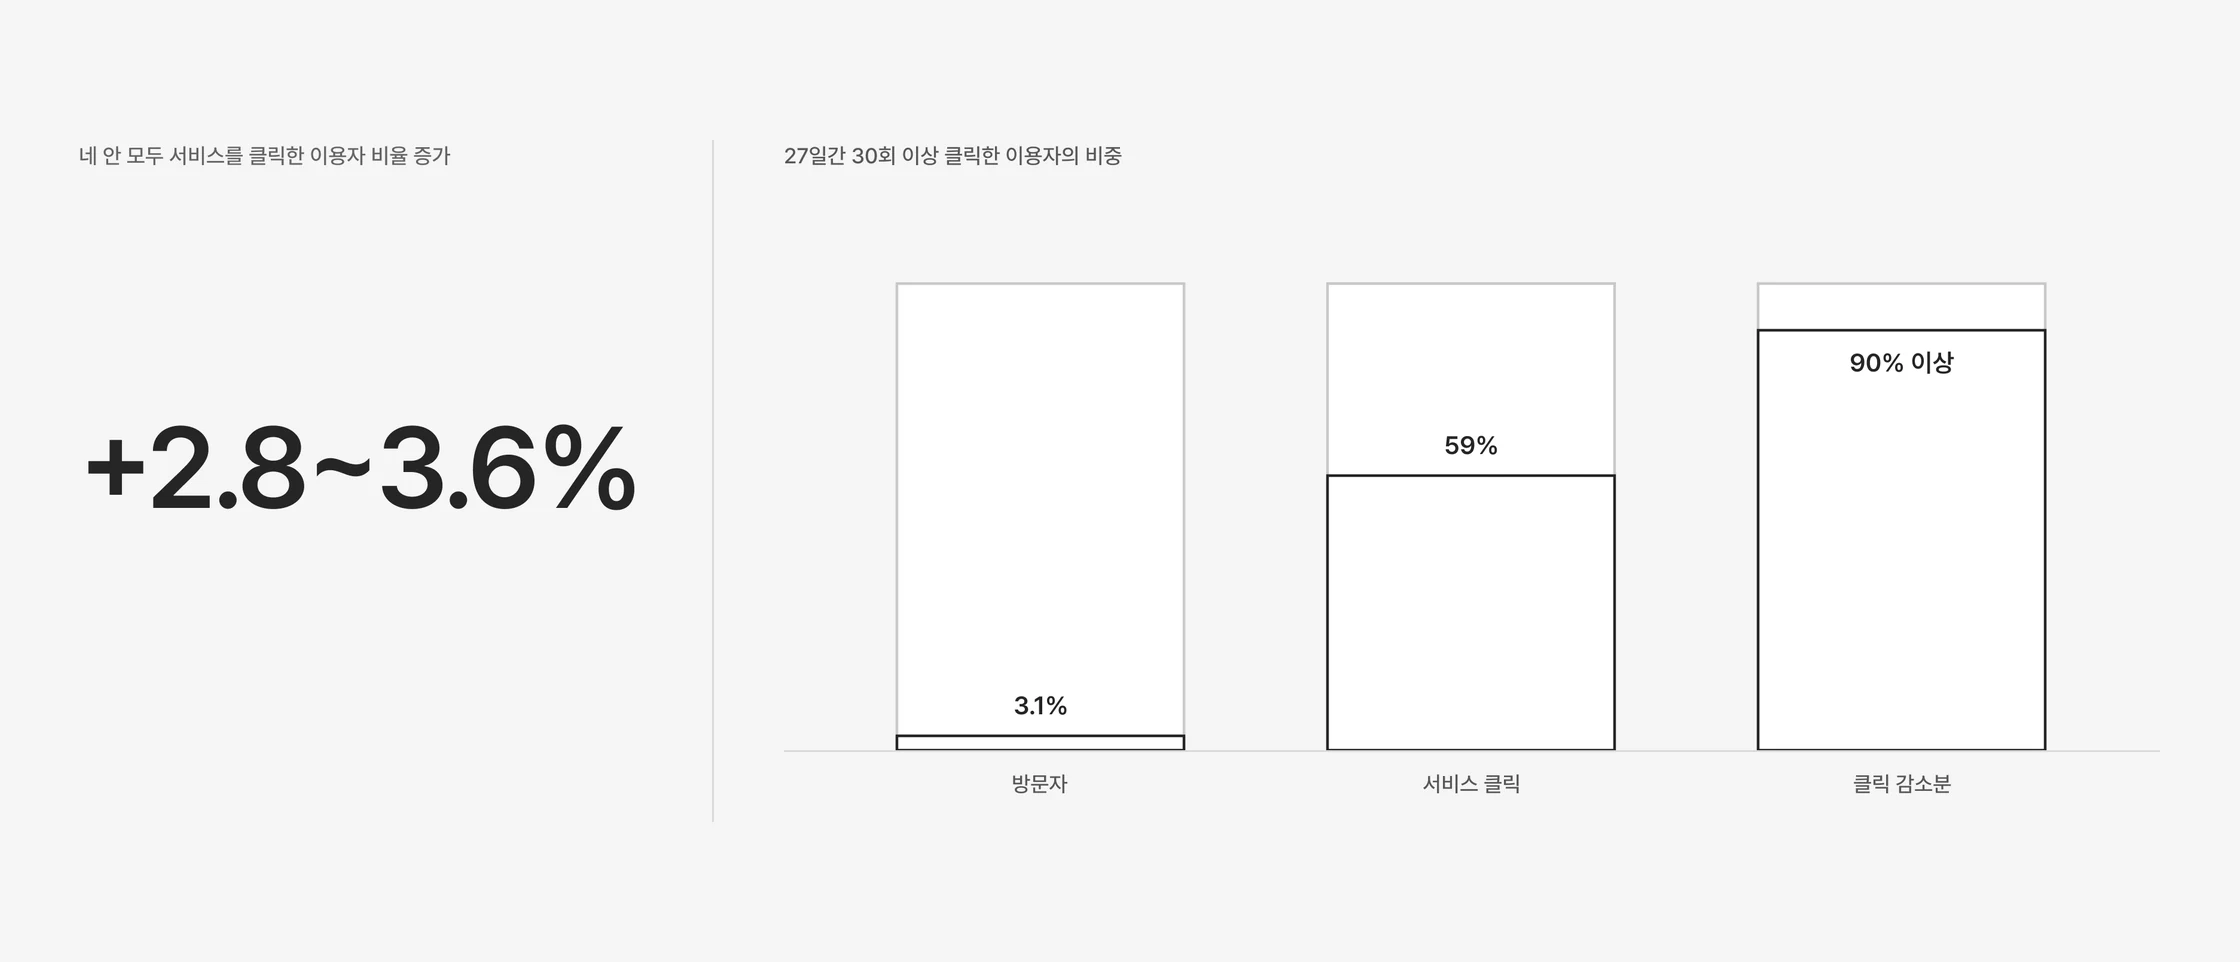 네 안 모두 서비스를 클릭한 이용자 비율 증가
+2.8~3.6%
27일간 30회 이상 클릭한 이용자의 비중
3.1%
59%
90% 이상
방문자
서비스 클릭
클릭 감소분